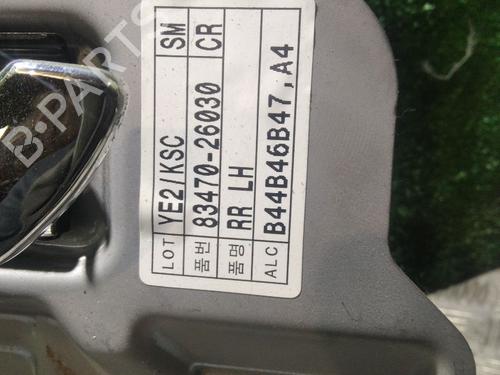 LOT YE2/KSC SM
품번 83470-26030 CR
품명 RR LH
ALC B44B46B47,A4
B-PARTS